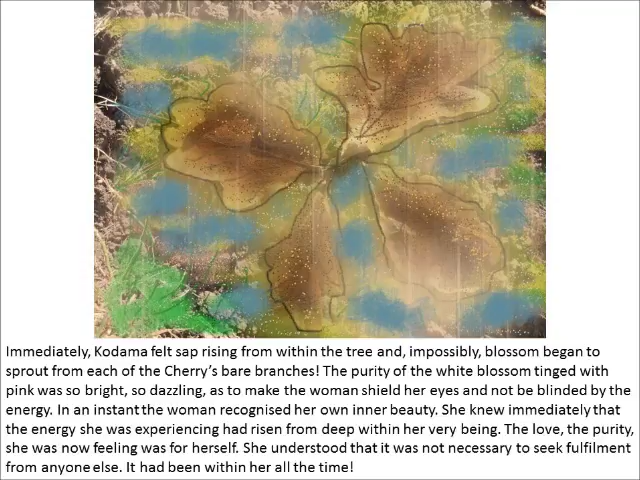 Immediately, Kodama felt sap rising from within the tree and, impossibly, blossom began to
sprout from each of the Cherry's bare branches! The purity of the white blossom tinged with
pink was so bright, so dazzling, as to make the woman shield her eyes and not be blinded by the
energy. In an instant the woman recognised her own inner beauty. She knew immediately that
the energy she was experiencing had risen from deep within her very being. The love, the purity,
she was now feeling was for herself. She understood that it was not necessary to seek fulfilment
from anyone else. It had been within her all the time!